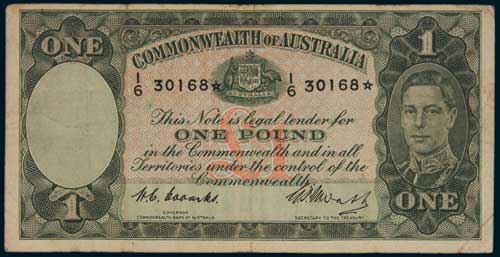 ONE
COMMONWEALTH OF AUSTRALIA
1
I/6 30168☆ I/6 30168☆
AUSTRALIA
This Note is legal tender for
ONE POUND
in the Commonwealth and in all
Territories under the control of the
Commonwealth
£1
GOVERNOR
COMMONWEALTH BANK OF AUSTRALIA
SECRETARY TO THE TREASURY
1
ONE